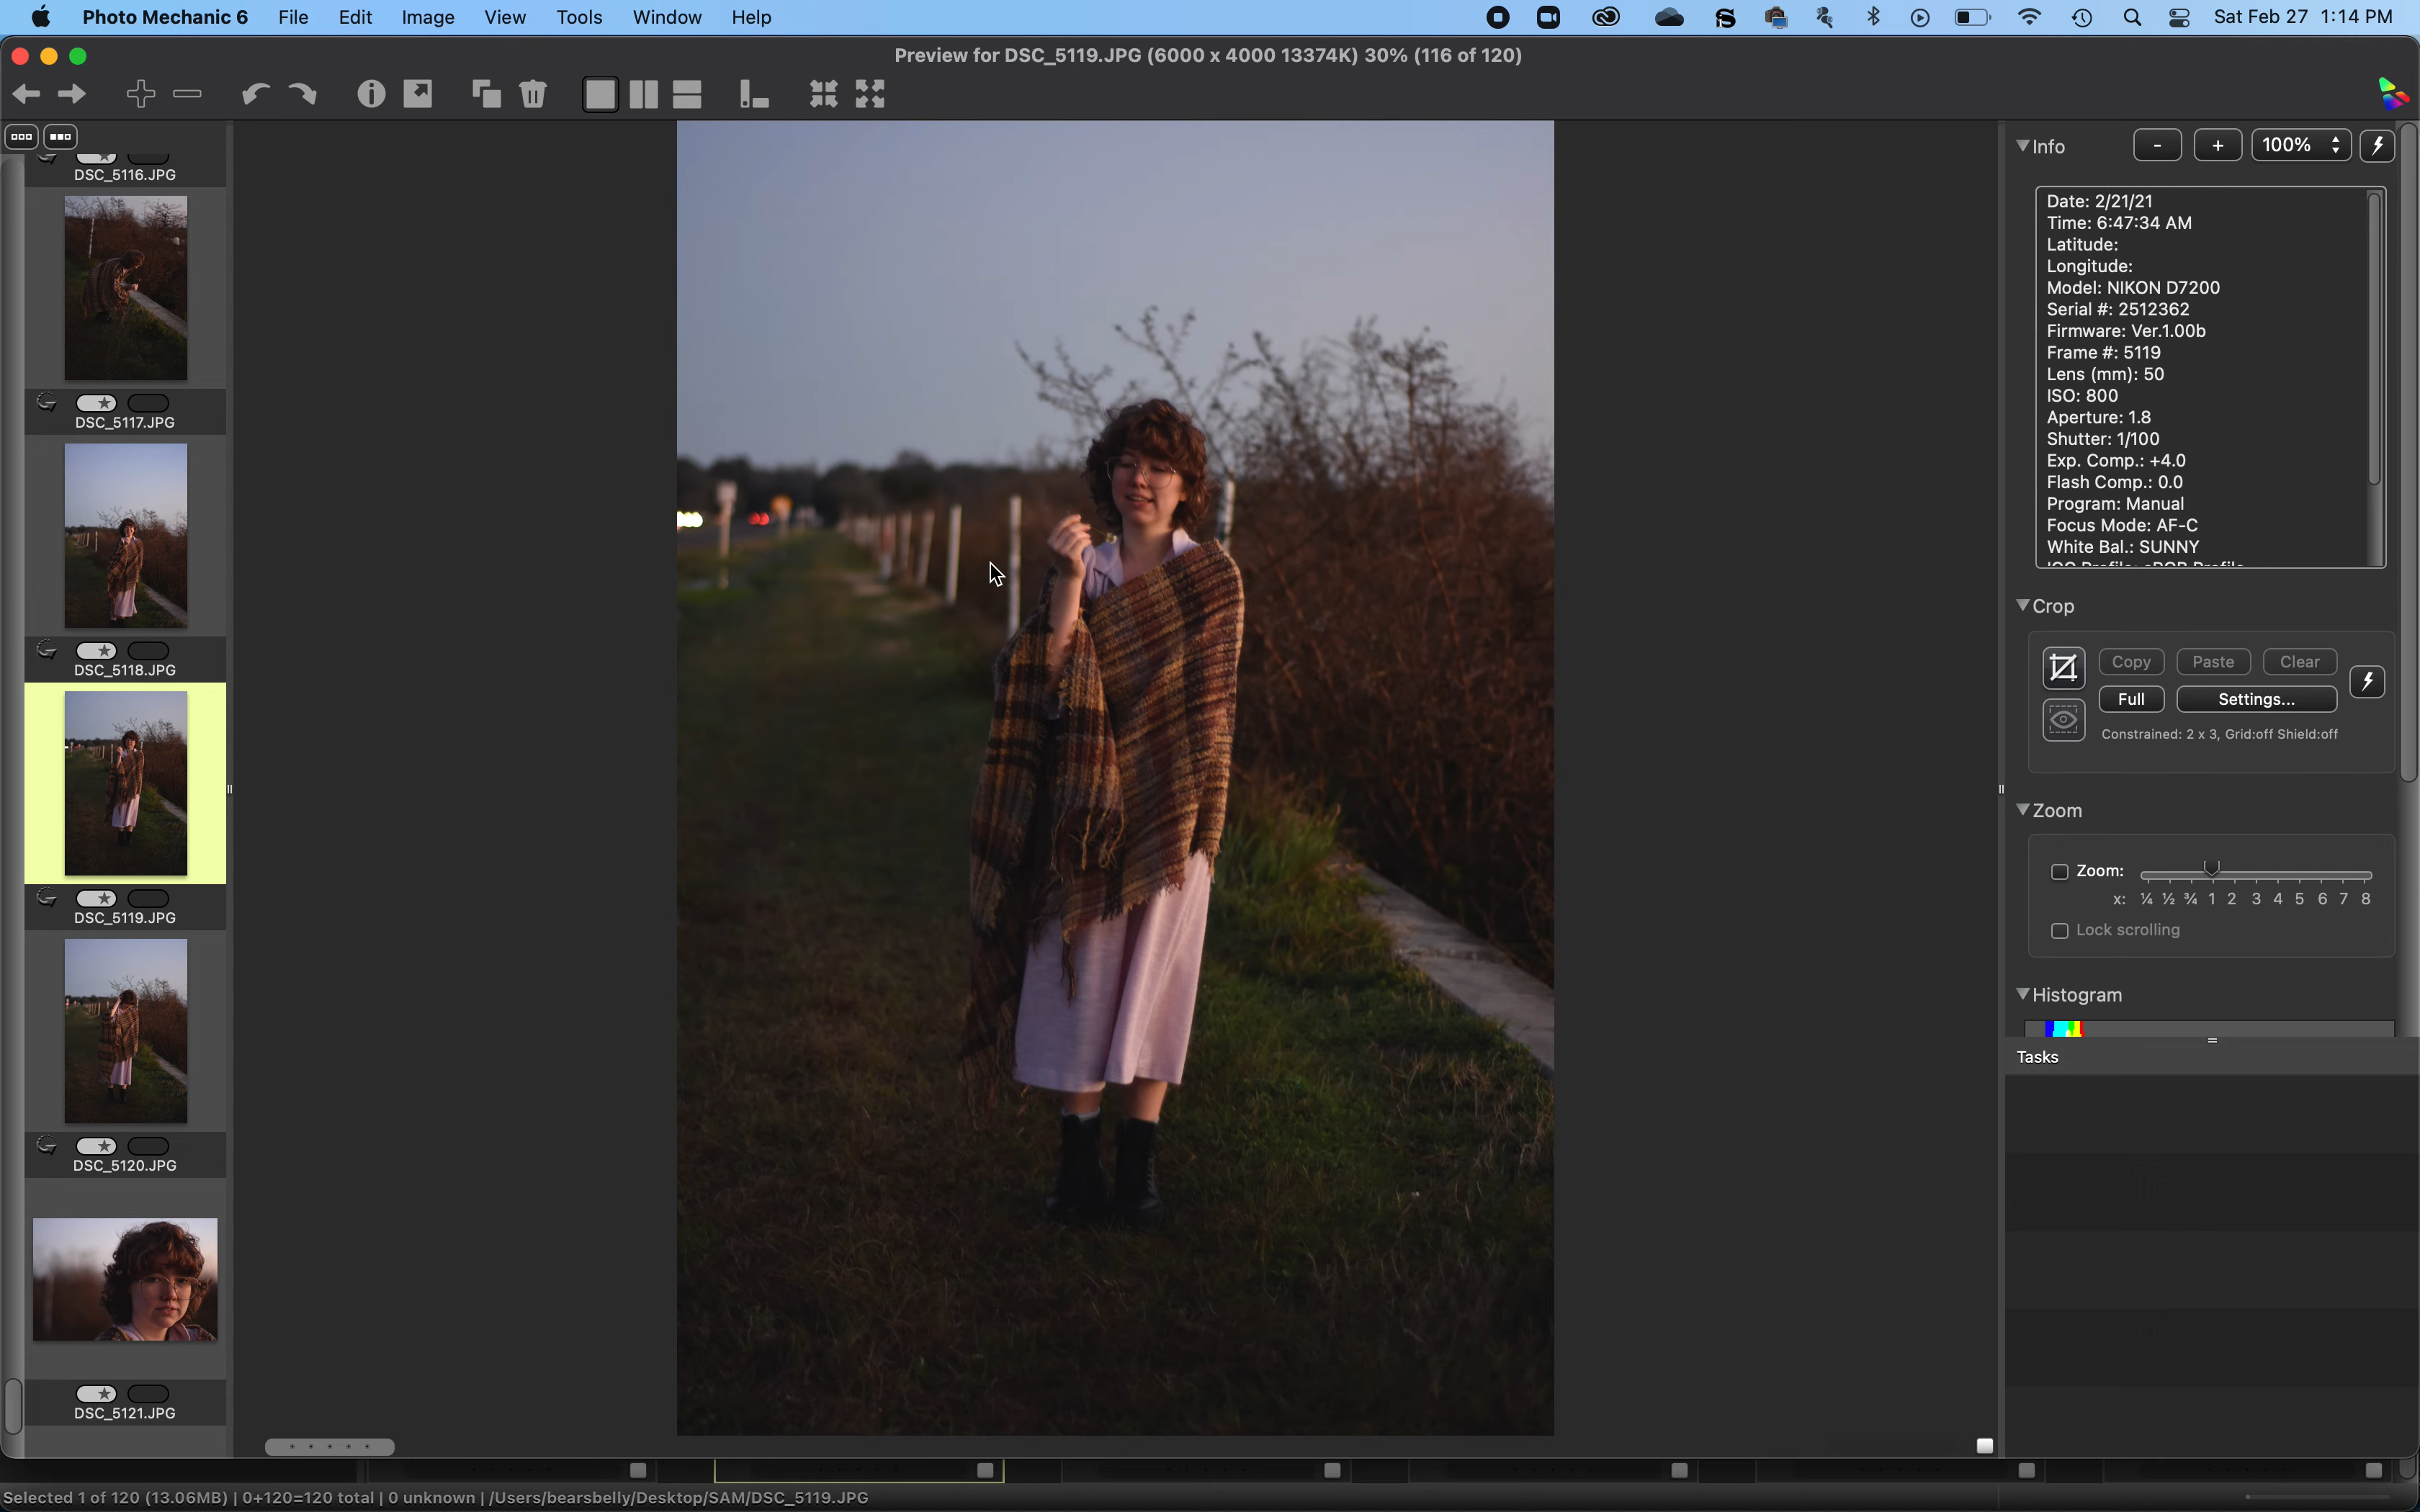 Photo Mechanic 6 File Edit Image View Tools Window Help Sat Feb 27 1:14 PM
Preview for DSC_5119.JPG (6000 x 4000 13374K) 30% (116 of 120)
DSC_5116.JPG
DSC_5117.JPG
DSC_5118.JPG
DSC_5119.JPG
DSC_5120.JPG
DSC_5121.JPG
Info - + 100%
Date: 2/21/21
Time: 6:47:34 AM
Latitude:
Longitude:
Model: NIKON D7200
Serial #: 2512362
Firmware: Ver.1.00b
Frame #: 5119
Lens (mm): 50
ISO: 800
Aperture: 1.8
Shutter: 1/100
Exp. Comp.: +4.0
Flash Comp.: 0.0
Program: Manual
Focus Mode: AF-C
White Bal.: SUNNY
Crop
Copy Paste Clear
Full Settings...
Constrained: 2 x 3, Grid:off Shield:off
Zoom
Zoom:
x: ¼ ½ ¾ 1 2 3 4 5 6 7 8
Lock scrolling
Histogram
Tasks
Selected 1 of 120 (13.06MB) | 0+120=120 total | 0 unknown | /Users/bearsbelly/Desktop/SAM/DSC_5119.JPG